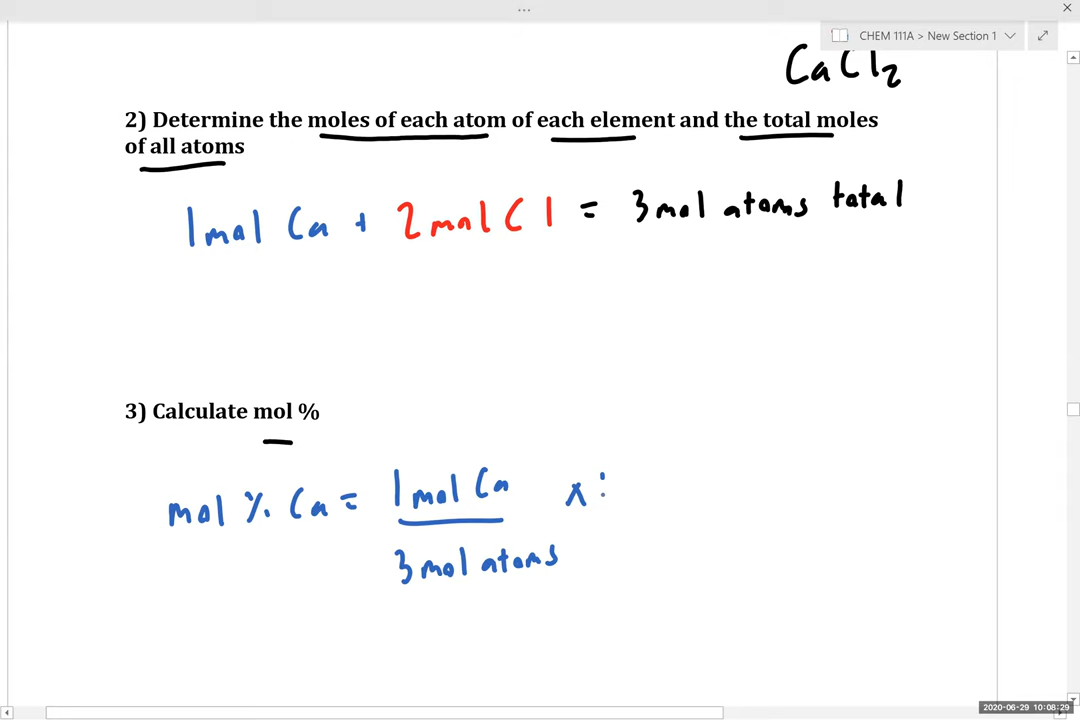 CHEM 111A > New Section 1
CaCl2
2) Determine the moles of each atom of each element and the total moles
of all atoms
1 mol Ca + 2 mol Cl = 3 mol atoms total
3) Calculate mol %
mol % Ca = 1 mol Ca x
3 mol atoms
2020-06-29 10:08:29